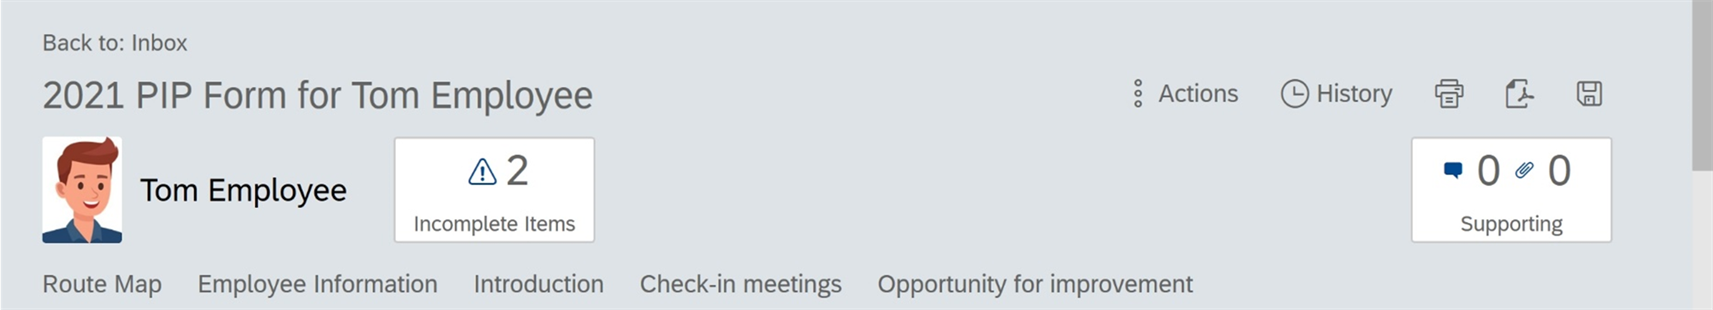 Back to: Inbox
2021 PIP Form for Tom Employee
Actions
History
Tom Employee
2
Incomplete Items
0 0
Supporting
Route Map Employee Information Introduction Check-in meetings Opportunity for improvement